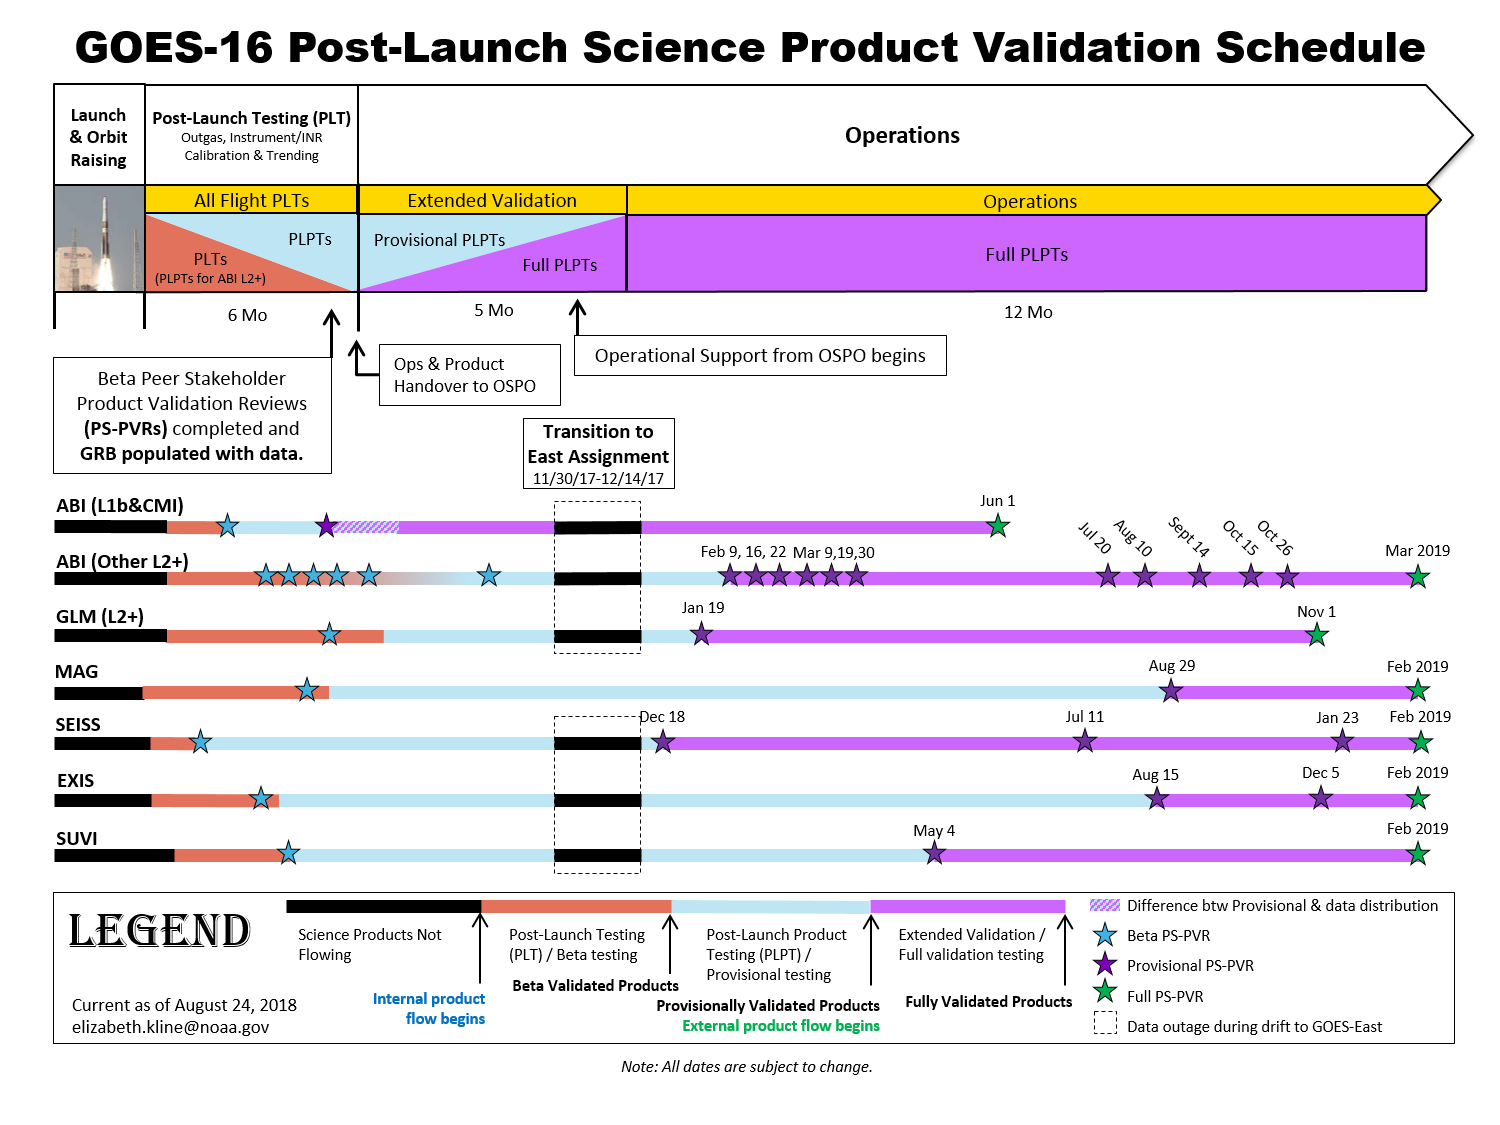 GOES-16 Post-Launch Science Product Validation Schedule
Launch
& Orbit
Raising
Post-Launch Testing (PLT)
Outgas, Instrument/INR
Calibration & Trending
Operations
All Flight PLTs
Extended Validation
Operations
PLPTs
PLTs
(PLPTs for ABI L2+)
Provisional PLPTs
Full PLPTs
Full PLPTs
6 Mo
5 Mo
12 Mo
Beta Peer Stakeholder
Product Validation Reviews
(PS-PVRs) completed and
GRB populated with data.
Ops & Product
Handover to OSPO
Operational Support from OSPO begins
Transition to
East Assignment
11/30/17-12/14/17
ABI (L1b&CMI)
Jun 1
ABI (Other L2+)
Feb 9, 16, 22
Mar 9,19,30
Jul 20
Aug 10
Sept 14
Oct 15
Oct 26
Mar 2019
GLM (L2+)
Jan 19
Nov 1
MAG
Aug 29
Feb 2019
SEISS
Dec 18
Jul 11
Jan 23
Feb 2019
EXIS
Aug 15
Dec 5
Feb 2019
SUVI
May 4
Feb 2019
LEGEND
Current as of August 24, 2018
elizabeth.kline@noaa.gov
Science Products Not
Flowing
Internal product
flow begins
Post-Launch Testing
(PLT) / Beta testing
Beta Validated Products
Post-Launch Product
Testing (PLPT) /
Provisional testing
Provisionally Validated Products
External product flow begins
Extended Validation /
Full validation testing
Fully Validated Products
Difference btw Provisional & data distribution
Beta PS-PVR
Provisional PS-PVR
Full PS-PVR
Data outage during drift to GOES-East
Note: All dates are subject to change.